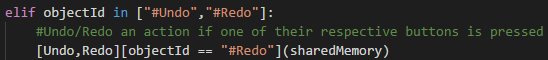 elif objectId in ["#Undo","#Redo"]:
#Undo/Redo an action if one of their respective buttons is pressed
[Undo,Redo][objectId == "#Redo"](sharedMemory)